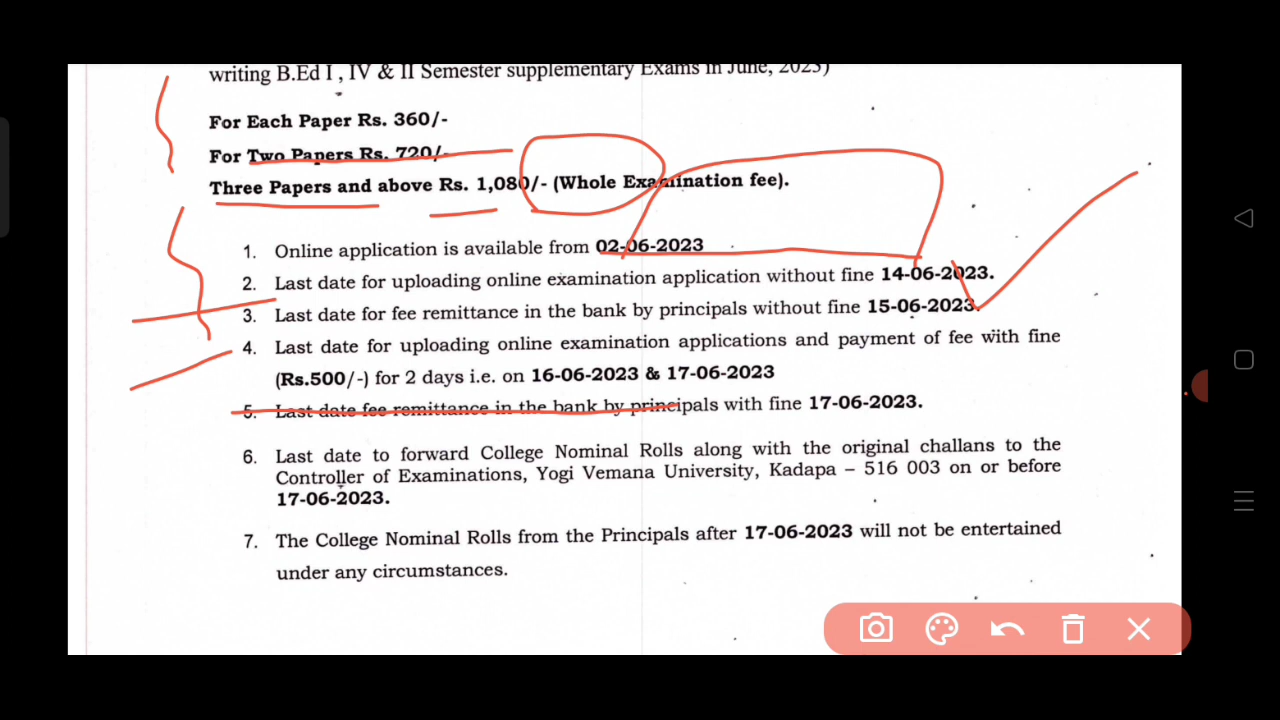 writing B.Ed I , IV & II Semester supplementary Exams in June, 2023)
For Each Paper Rs. 360/-
For Two Papers Rs. 720/-
Three Papers and above Rs. 1,080/- (Whole Examination fee).
1. Online application is available from 02-06-2023
2. Last date for uploading online examination application without fine 14-06-2023.
3. Last date for fee remittance in the bank by principals without fine 15-06-2023.
4. Last date for uploading online examination applications and payment of fee with fine
(Rs.500/-) for 2 days i.e. on 16-06-2023 & 17-06-2023
5. Last date fee remittance in the bank by principals with fine 17-06-2023.
6. Last date to forward College Nominal Rolls along with the original challans to the
Controller of Examinations, Yogi Vemana University, Kadapa – 516 003 on or before
17-06-2023.
7. The College Nominal Rolls from the Principals after 17-06-2023 will not be entertained
under any circumstances.